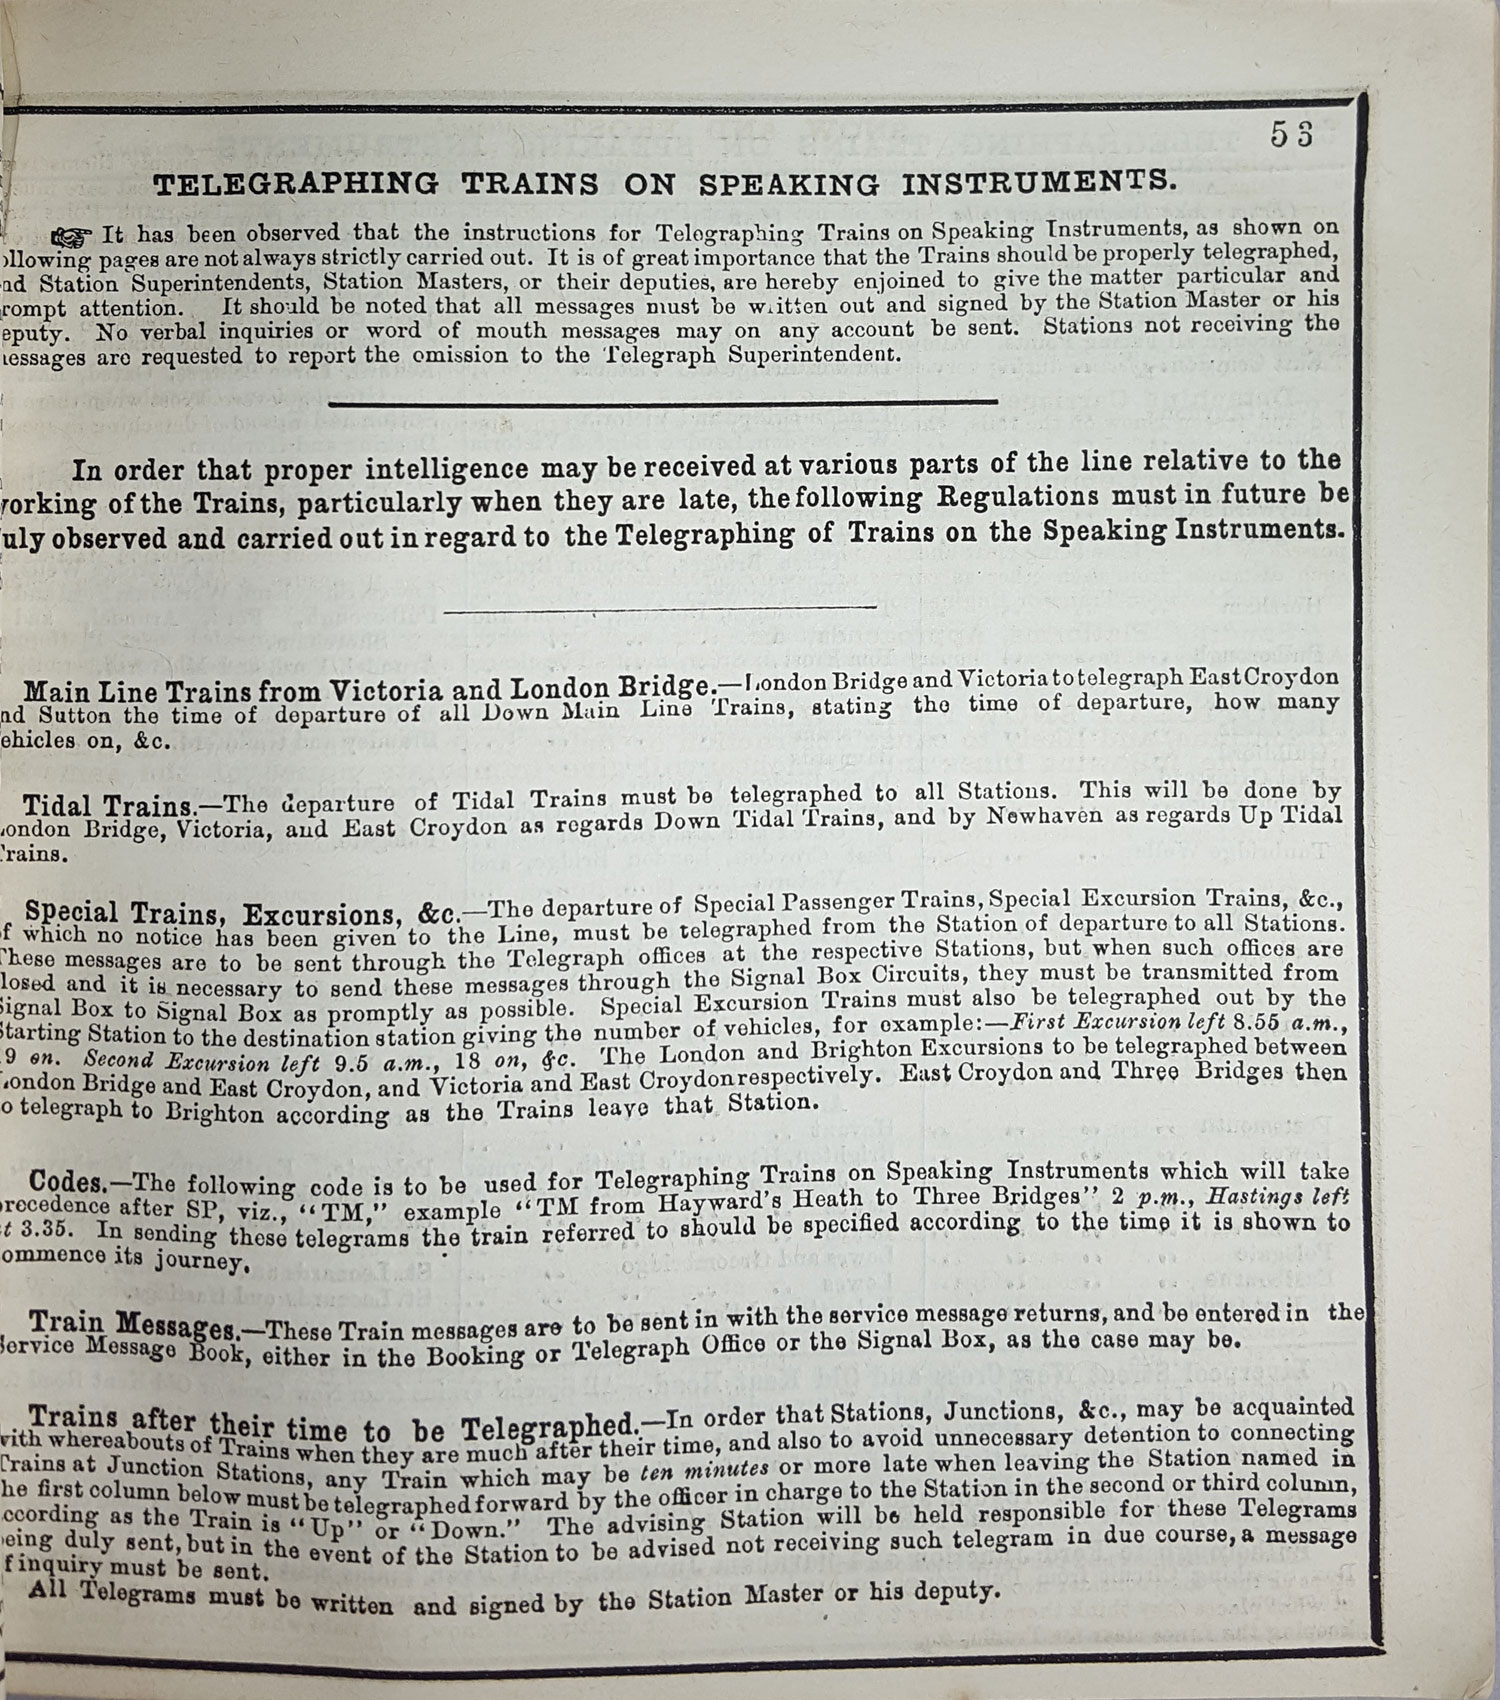 53
TELEGRAPHING TRAINS ON SPEAKING INSTRUMENTS.
☞ It has been observed that the instructions for Telegraphing Trains on Speaking Instruments, as shown on
ollowing pages are not always strictly carried out. It is of great importance that the Trains should be properly telegraphed,
nd Station Superintendents, Station Masters, or their deputies, are hereby enjoined to give the matter particular and
rompt attention. It should be noted that all messages must be written out and signed by the Station Master or his
eputy. No verbal inquiries or word of mouth messages may on any account be sent. Stations not receiving the
essages are requested to report the omission to the Telegraph Superintendent.
In order that proper intelligence may be received at various parts of the line relative to the
orking of the Trains, particularly when they are late, the following Regulations must in future be
uly observed and carried out in regard to the Telegraphing of Trains on the Speaking Instruments.
Main Line Trains from Victoria and London Bridge.—London Bridge and Victoria to telegraph East Croydon
nd Sutton the time of departure of all Down Main Line Trains, stating the time of departure, how many
ehicles on, &c.
Tidal Trains.—The departure of Tidal Trains must be telegraphed to all Stations. This will be done by
ondon Bridge, Victoria, and East Croydon as regards Down Tidal Trains, and by Newhaven as regards Up Tidal
rains.
Special Trains, Excursions, &c.—The departure of Special Passenger Trains, Special Excursion Trains, &c.,
f which no notice has been given to the Line, must be telegraphed from the Station of departure to all Stations.
These messages are to be sent through the Telegraph offices at the respective Stations, but when such offices are
losed and it is necessary to send these messages through the Signal Box Circuits, they must be transmitted from
Signal Box to Signal Box as promptly as possible. Special Excursion Trains must also be telegraphed out by the
Starting Station to the destination station giving the number of vehicles, for example:—First Excursion left 8.55 a.m.,
9 on. Second Excursion left 9.5 a.m., 18 on, &c. The London and Brighton Excursions to be telegraphed between
ondon Bridge and East Croydon, and Victoria and East Croydon respectively. East Croydon and Three Bridges then
o telegraph to Brighton according as the Trains leave that Station.
Codes.—The following code is to be used for Telegraphing Trains on Speaking Instruments which will take
precedence after SP, viz., "TM," example "TM from Hayward's Heath to Three Bridges" 2 p.m., Hastings left
t 3.35. In sending these telegrams the train referred to should be specified according to the time it is shown to
ommence its journey.
Train Messages.—These Train messages are to be sent in with the service message returns, and be entered in the
Service Message Book, either in the Booking or Telegraph Office or the Signal Box, as the case may be.
Trains after their time to be Telegraphed.—In order that Stations, Junctions, &c., may be acquainted
with whereabouts of Trains when they are much after their time, and also to avoid unnecessary detention to connecting
Trains at Junction Stations, any Train which may be ten minutes or more late when leaving the Station named in
he first column below must be telegraphed forward by the officer in charge to the Station in the second or third column,
ccording as the Train is "Up" or "Down." The advising Station will be held responsible for these Telegrams
eing duly sent, but in the event of the Station to be advised not receiving such telegram in due course, a message
f inquiry must be sent.
All Telegrams must be written and signed by the Station Master or his deputy.